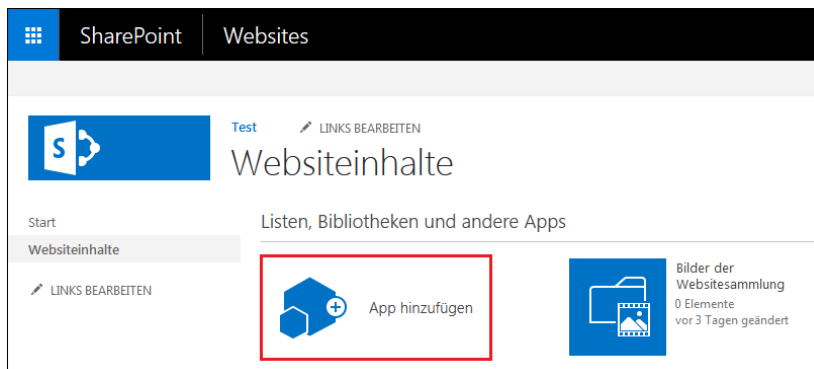 SharePoint Websites
Test LINKS BEARBEITEN
S
Websiteinhalte
Start
Websiteinhalte
LINKS BEARBEITEN
Listen, Bibliotheken und andere Apps
App hinzufügen
Bilder der
Websitesammlung
0 Elemente
vor 3 Tagen geändert